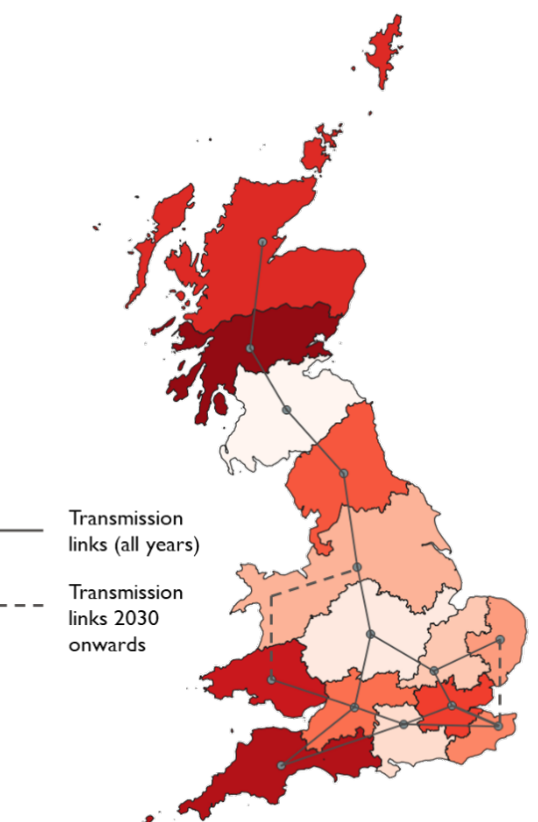 Transmission
links (all years)
Transmission
links 2030
onwards